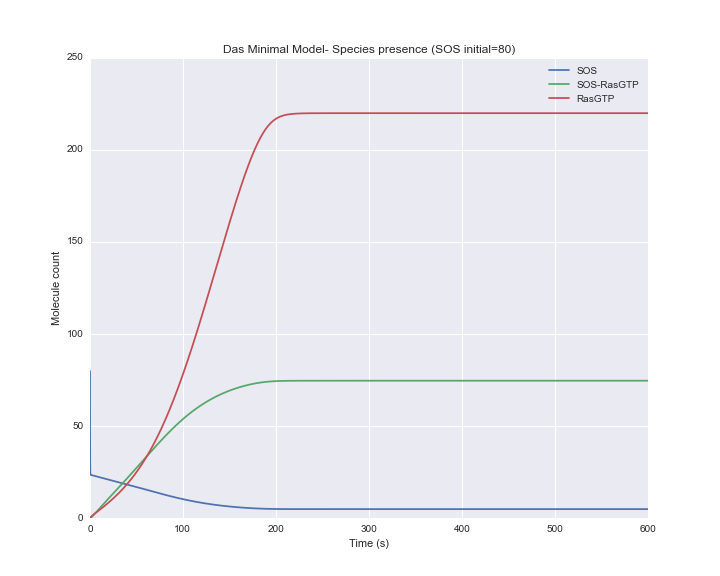 Das Minimal Model- Species presence (SOS initial=80)
250
200
150
100
50
0
Molecule count
SOS
SOS-RasGTP
RasGTP
0 100 200 300 400 500 600
Time (s)